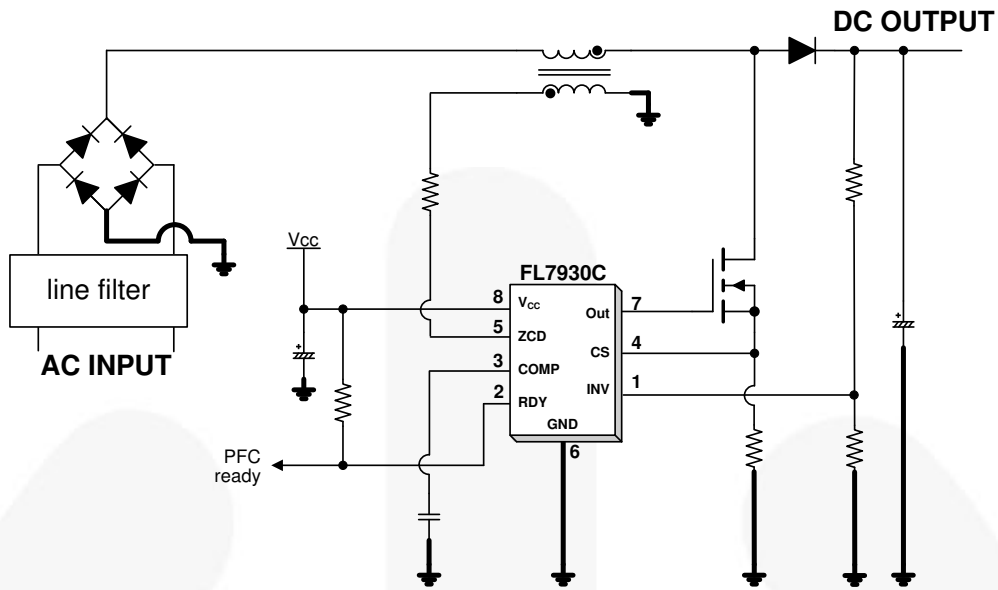 DC OUTPUT
Vcc
line filter
AC INPUT
FL7930C
8
VCC
5
ZCD
3
COMP
2
RDY
GND
6
Out
7
CS
4
INV
1
PFC
ready
+
+